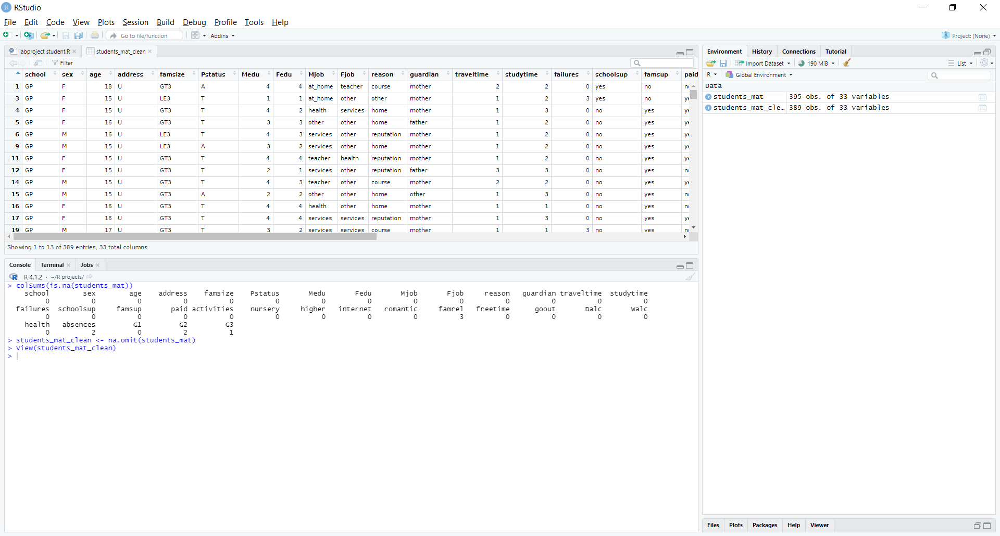 RStudio
File Edit Code View Plots Session Build Debug Profile Tools Help
Go to file/function Addins Project: (None)
labproject student.R students_mat_clean
Filter
school sex age address famsize Pstatus Medu Fedu Mjob Fjob reason guardian traveltime studytime failures schoolsup famsup paid
1 GP F 18 U GT3 A 4 4 at_home teacher course mother 2 2 0 yes no
3 GP F 15 U LE3 T 1 1 at_home other other mother 1 2 3 yes no
4 GP F 15 U GT3 T 4 2 health services home mother 1 3 0 no yes
5 GP F 16 U GT3 T 3 3 other other home father 1 2 0 no yes
6 GP M 16 U LE3 T 4 3 services other reputation mother 1 2 0 no yes
9 GP M 15 U LE3 A 3 2 services other home mother 1 2 0 no yes
11 GP F 15 U GT3 T 4 4 teacher health reputation mother 1 2 0 no yes
12 GP F 15 U GT3 T 2 1 services other reputation father 3 3 0 no yes
14 GP M 15 U GT3 T 4 3 teacher other course mother 2 2 0 no yes
15 GP M 15 U GT3 A 2 2 other other home other 1 3 0 no yes
16 GP F 16 U GT3 T 4 4 health other home mother 1 1 0 no yes
17 GP F 16 U GT3 T 4 4 services services reputation mother 1 3 0 no yes
19 GP M 17 U GT3 T 3 2 services services course mother 1 1 3 no yes
Showing 1 to 13 of 389 entries, 33 total columns
Console Terminal Jobs
R 4.1.2 · ~/R projects/
> colSums(is.na(students_mat))
school sex age address famsize Pstatus Medu Fedu Mjob Fjob reason guardian traveltime studytime
0 0 0 0 0 0 0 0 0 0 0 0 0 0
failures schoolsup famsup paid activities nursery higher internet romantic famrel freetime goout Dalc Walc
0 0 0 0 0 0 0 0 0 3 0 0 0 0
health absences G1 G2 G3
0 2 0 2 1
> students_mat_clean <- na.omit(students_mat)
> View(students_mat_clean)
>
Environment History Connections Tutorial
Import Dataset 190 MiB List
R Global Environment
Data
students_mat 395 obs. of 33 variables
students_mat_cle… 389 obs. of 33 variables
Files Plots Packages Help Viewer